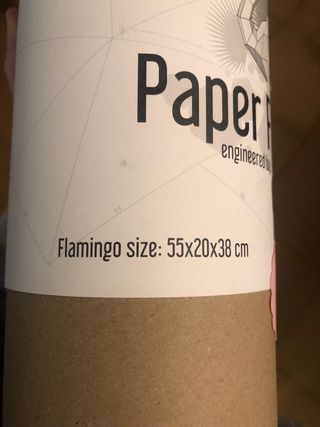 Paper
engineered
Flamingo size: 55x20x38 cm